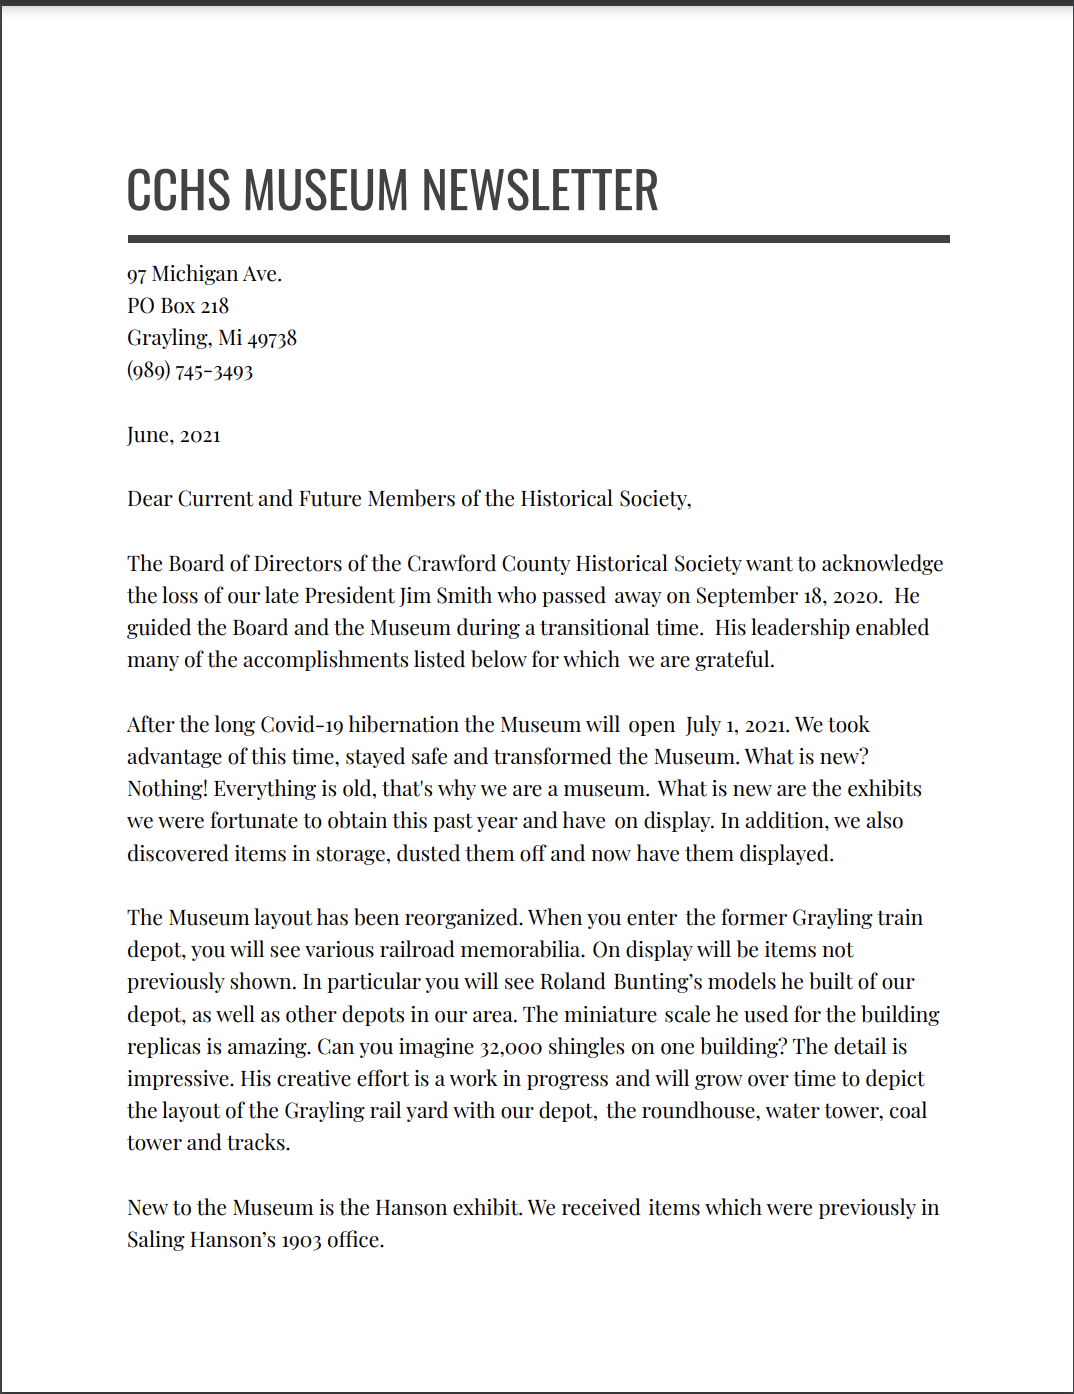 CCHS MUSEUM NEWSLETTER
97 Michigan Ave.
PO Box 218
Grayling, Mi 49738
(989) 745-3493
June, 2021
Dear Current and Future Members of the Historical Society,
The Board of Directors of the Crawford County Historical Society want to acknowledge
the loss of our late President Jim Smith who passed away on September 18, 2020. He
guided the Board and the Museum during a transitional time. His leadership enabled
many of the accomplishments listed below for which we are grateful.
After the long Covid-19 hibernation the Museum will open July 1, 2021. We took
advantage of this time, stayed safe and transformed the Museum. What is new?
Nothing! Everything is old, that's why we are a museum. What is new are the exhibits
we were fortunate to obtain this past year and have on display. In addition, we also
discovered items in storage, dusted them off and now have them displayed.
The Museum layout has been reorganized. When you enter the former Grayling train
depot, you will see various railroad memorabilia. On display will be items not
previously shown. In particular you will see Roland Bunting’s models he built of our
depot, as well as other depots in our area. The miniature scale he used for the building
replicas is amazing. Can you imagine 32,000 shingles on one building? The detail is
impressive. His creative effort is a work in progress and will grow over time to depict
the layout of the Grayling rail yard with our depot, the roundhouse, water tower, coal
tower and tracks.
New to the Museum is the Hanson exhibit. We received items which were previously in
Saling Hanson’s 1903 office.